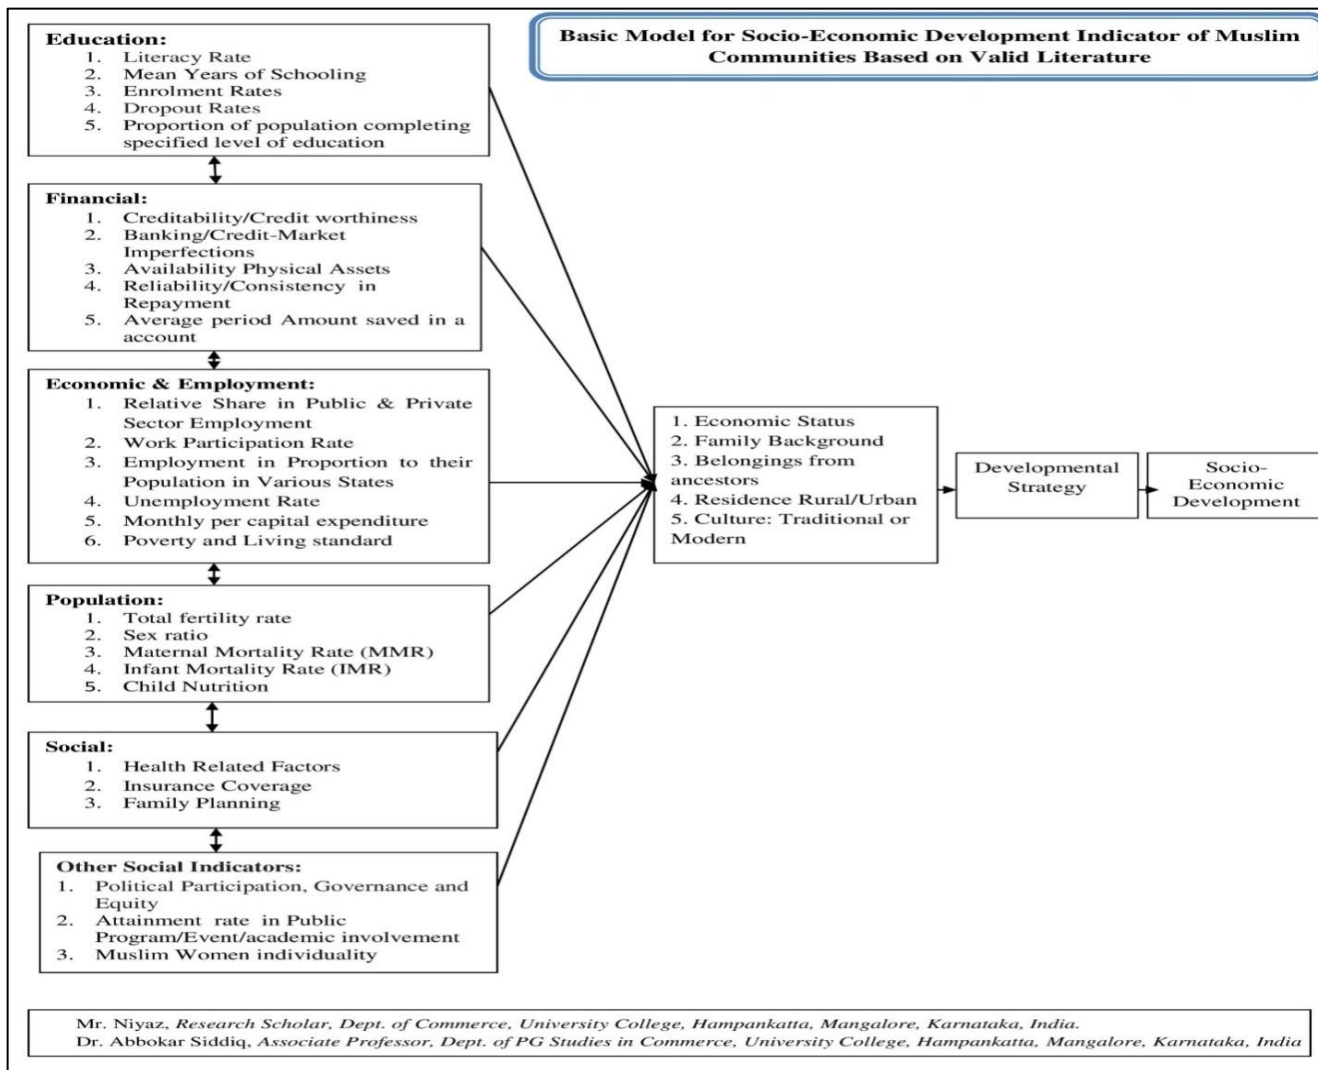 Basic Model for Socio-Economic Development Indicator of Muslim
Communities Based on Valid Literature
Education:
1. Literacy Rate
2. Mean Years of Schooling
3. Enrolment Rates
4. Dropout Rates
5. Proportion of population completing
specified level of education
Financial:
1. Creditability/Credit worthiness
2. Banking/Credit-Market
Imperfections
3. Availability Physical Assets
4. Reliability/Consistency in
Repayment
5. Average period Amount saved in a
account
Economic & Employment:
1. Relative Share in Public & Private
Sector Employment
2. Work Participation Rate
3. Employment in Proportion to their
Population in Various States
4. Unemployment Rate
5. Monthly per capital expenditure
6. Poverty and Living standard
Population:
1. Total fertility rate
2. Sex ratio
3. Maternal Mortality Rate (MMR)
4. Infant Mortality Rate (IMR)
5. Child Nutrition
Social:
1. Health Related Factors
2. Insurance Coverage
3. Family Planning
Other Social Indicators:
1. Political Participation, Governance and
Equity
2. Attainment rate in Public
Program/Event/academic involvement
3. Muslim Women individuality
1. Economic Status
2. Family Background
3. Belongings from
ancestors
4. Residence Rural/Urban
5. Culture: Traditional or
Modern
Developmental
Strategy
Socio-
Economic
Development
Mr. Niyaz, Research Scholar, Dept. of Commerce, University College, Hampankatta, Mangalore, Karnataka, India.
Dr. Abbokar Siddiq, Associate Professor, Dept. of PG Studies in Commerce, University College, Hampankatta, Mangalore, Karnataka, India